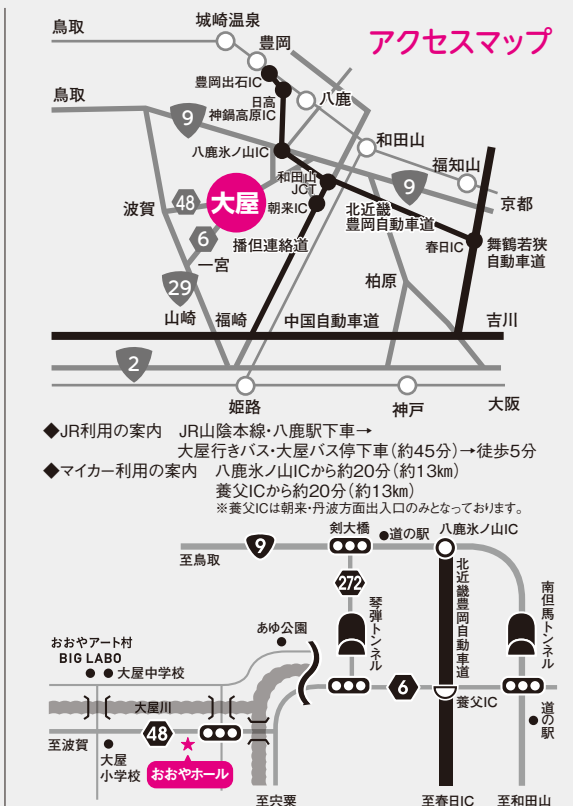 アクセスマップ
鳥取
城崎温泉
豊岡
豊岡出石IC
日高
神鍋高原IC
八鹿
鳥取
9
八鹿氷ノ山IC
和田山
福知山
和田山
JCT
9
京都
48
大屋
朝来IC
波賀
北近畿
豊岡自動車道
6
播但連絡道
春日IC
舞鶴若狭
自動車道
一宮
柏原
29
山崎
福崎
中国自動車道
吉川
2
姫路
神戸
大阪
◆JR利用の案内 JR山陰本線・八鹿駅下車→
大屋行きバス・大屋バス停下車(約45分)→徒歩5分
◆マイカー利用の案内 八鹿氷ノ山ICから約20分(約13km)
養父ICから約20分(約13km)
※養父ICは朝来・丹波方面出入口のみとなっております。
剣大橋
道の駅
八鹿氷ノ山IC
9
至鳥取
272
琴弾トンネル
北近畿豊岡自動車道
南但馬トンネル
あゆ公園
おおやアート村
BIG LABO
大屋中学校
6
養父IC
大屋川
道の駅
48
至波賀
大屋
小学校
おおやホール
至宍粟
至春日IC
至和田山